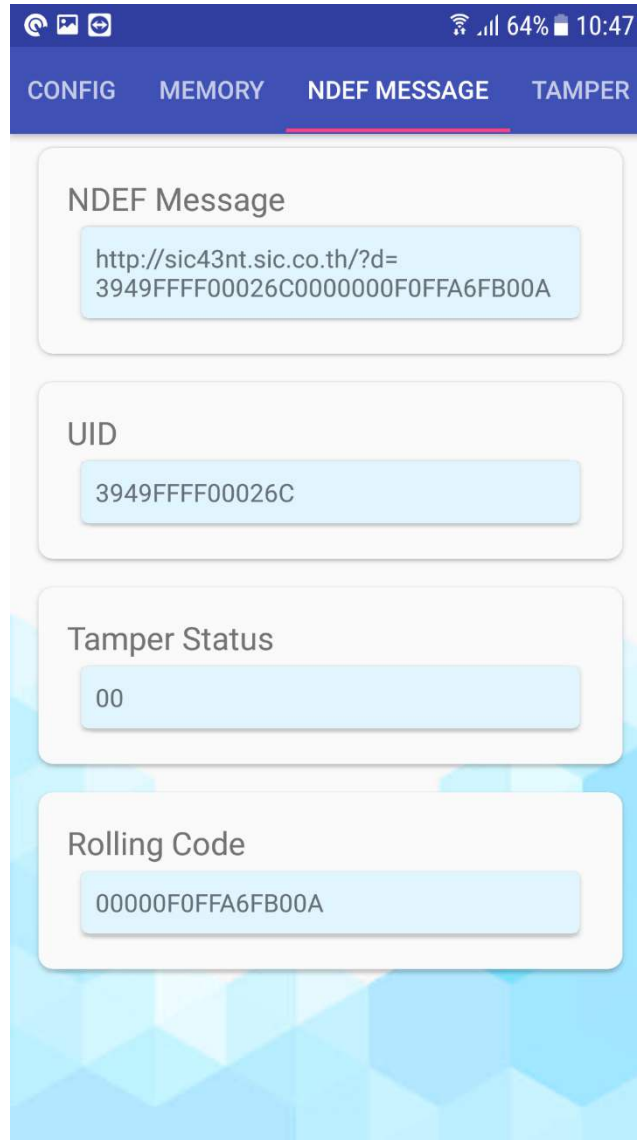 64% 10:47
CONFIG MEMORY NDEF MESSAGE TAMPER
NDEF Message
http://sic43nt.sic.co.th/?d=
3949FFFF00026C0000000F0FFA6FB00A
UID
3949FFFF00026C
Tamper Status
00
Rolling Code
00000F0FFA6FB00A